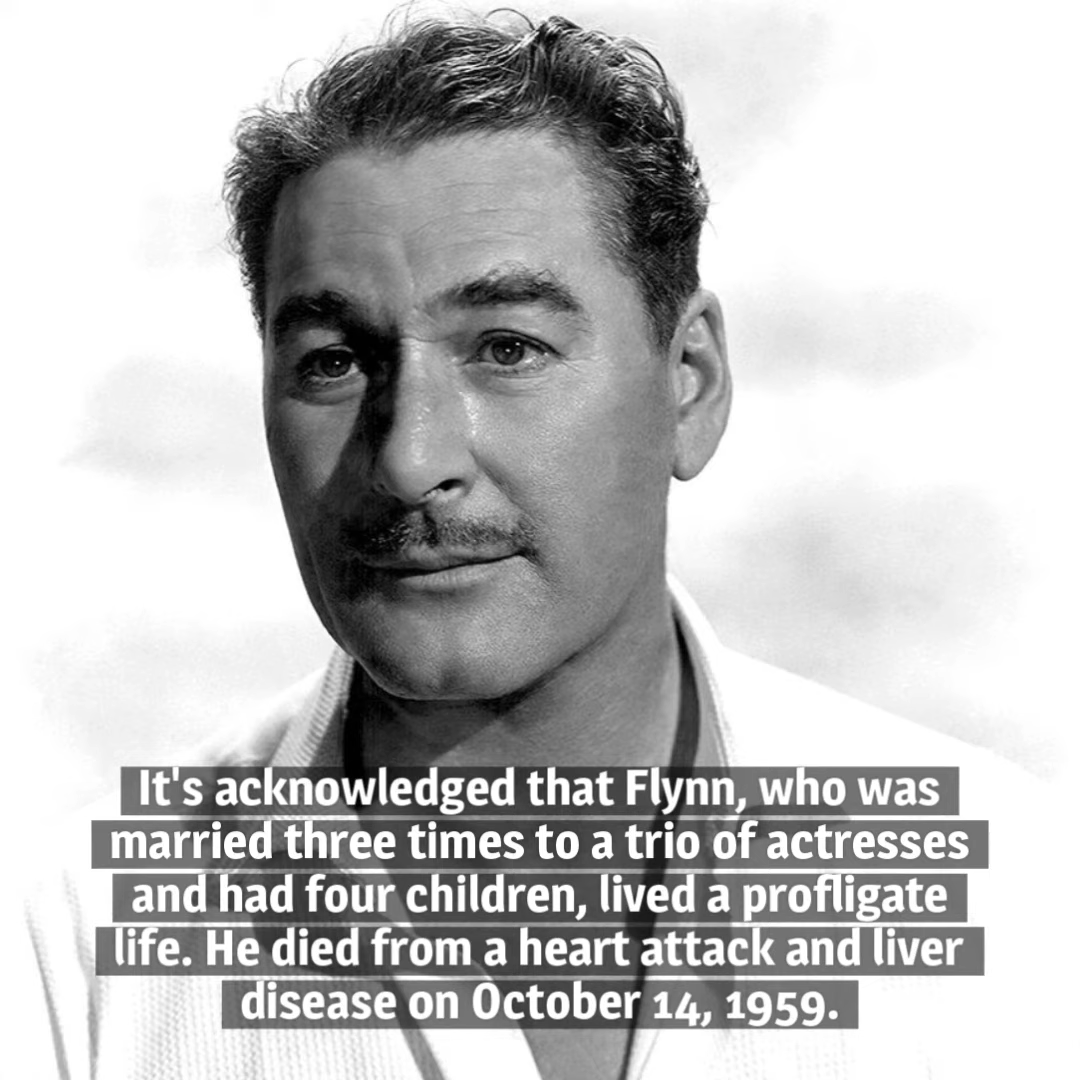 It's acknowledged that Flynn, who was
married three times to a trio of actresses
and had four children, lived a profligate
life. He died from a heart attack and liver
disease on October 14, 1959.